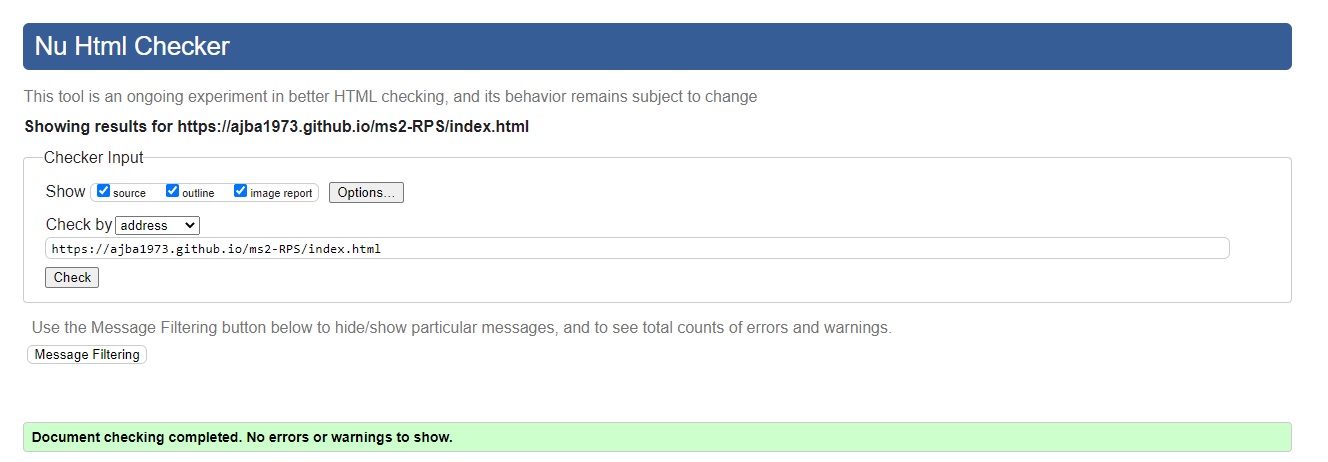 Nu Html Checker
This tool is an ongoing experiment in better HTML checking, and its behavior remains subject to change
Showing results for https://ajba1973.github.io/ms2-RPS/index.html
Checker Input
Show source outline image report Options...
Check by address
https://ajba1973.github.io/ms2-RPS/index.html
Check
Use the Message Filtering button below to hide/show particular messages, and to see total counts of errors and warnings.
Message Filtering
Document checking completed. No errors or warnings to show.